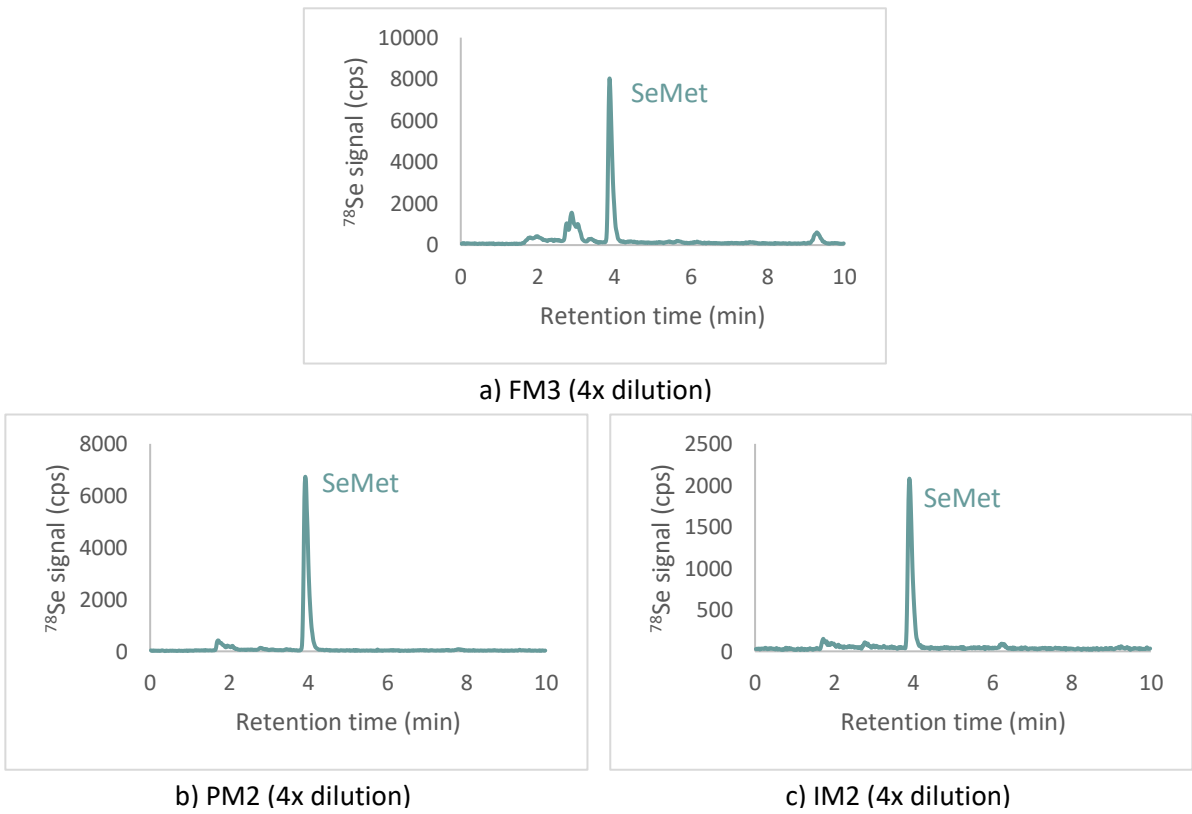 10000
8000
6000
4000
2000
0
⁷⁸Se signal (cps)
SeMet
0 2 4 6 8 10
Retention time (min)
a) FM3 (4x dilution)
8000
6000
4000
2000
0
⁷⁸Se signal (cps)
SeMet
0 2 4 6 8 10
Retention time (min)
b) PM2 (4x dilution)
2500
2000
1500
1000
500
0
⁷⁸Se signal (cps)
SeMet
0 2 4 6 8 10
Retention time (min)
c) IM2 (4x dilution)